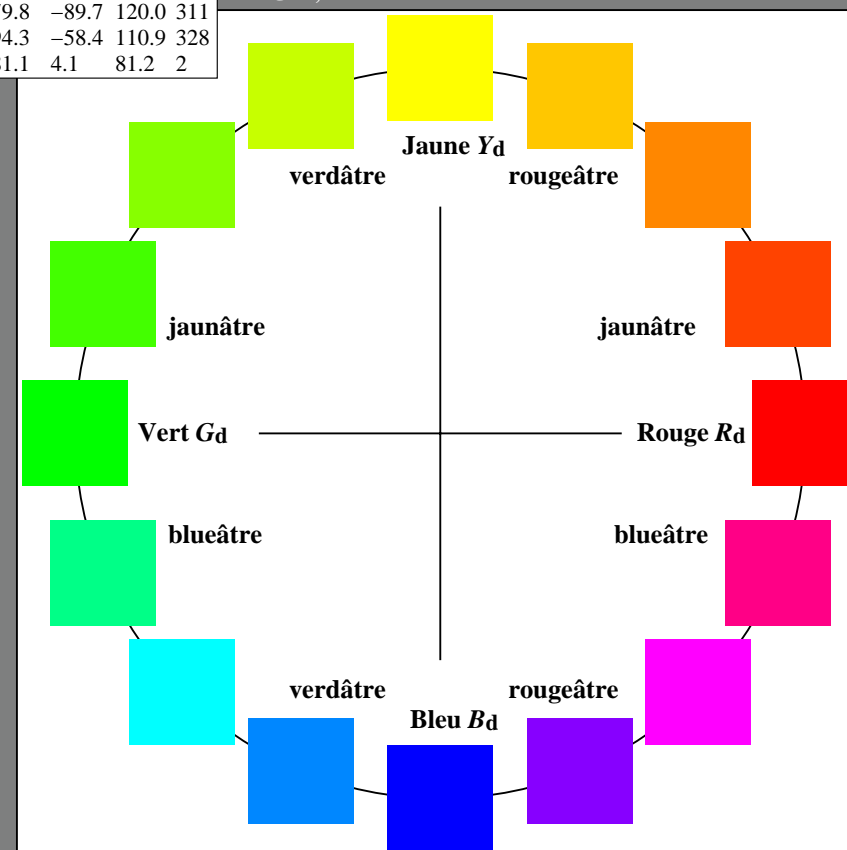 −89.7 120.0 311
−58.4 110.9 328
4.1 81.2 2
Jaune Yd
verdâtre rougeâtre
jaunâtre jaunâtre
Vert Gd Rouge Rd
blueâtre blueâtre
verdâtre rougeâtre
Bleu Bd